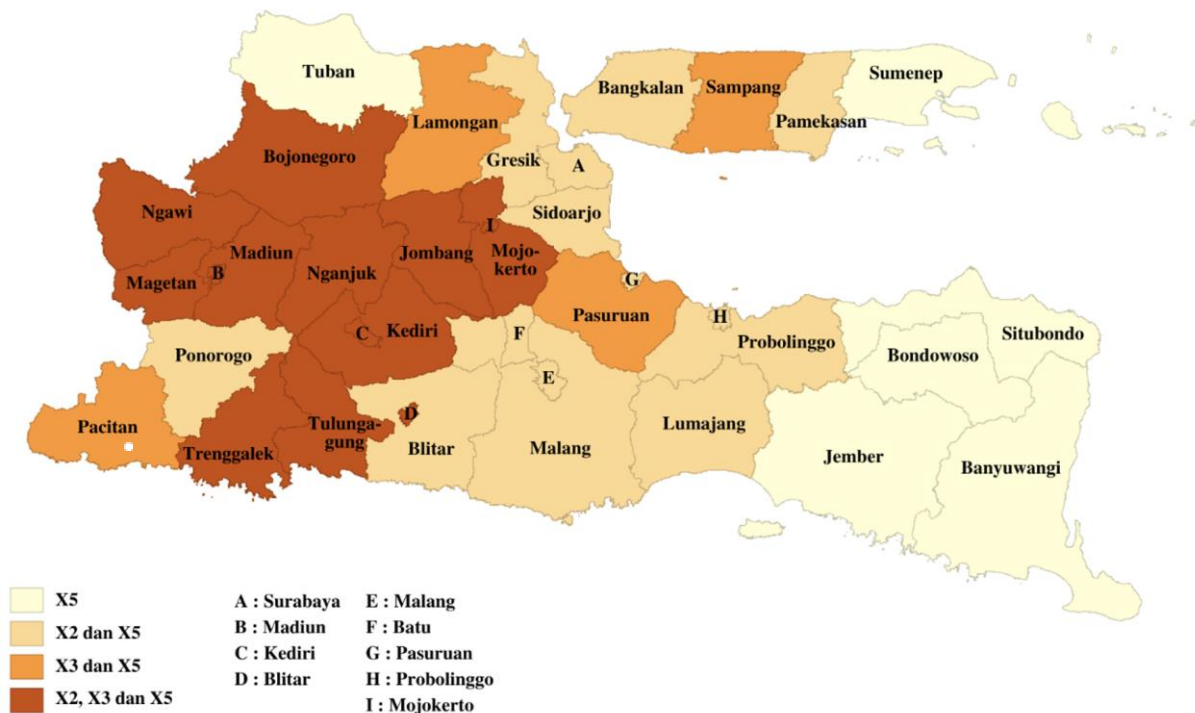 Tuban
Lamongan
Bangkalan
Sampang
Sumenep
Pamekasan
Bojonegoro
Gresik
A
Ngawi
Sidoarjo
I
Madiun
Jombang
Mojo-
kerto
B
Magetan
Nganjuk
G
Pasuruan
H
C
Kediri
F
Ponorogo
Probolinggo
Situbondo
Bondowoso
E
Pacitan
D
Tulunga-
gung
Trenggalek
Blitar
Malang
Lumajang
Jember
Banyuwangi
X5
X2 dan X5
X3 dan X5
X2, X3 dan X5
A : Surabaya
B : Madiun
C : Kediri
D : Blitar
E : Malang
F : Batu
G : Pasuruan
H : Probolinggo
I : Mojokerto